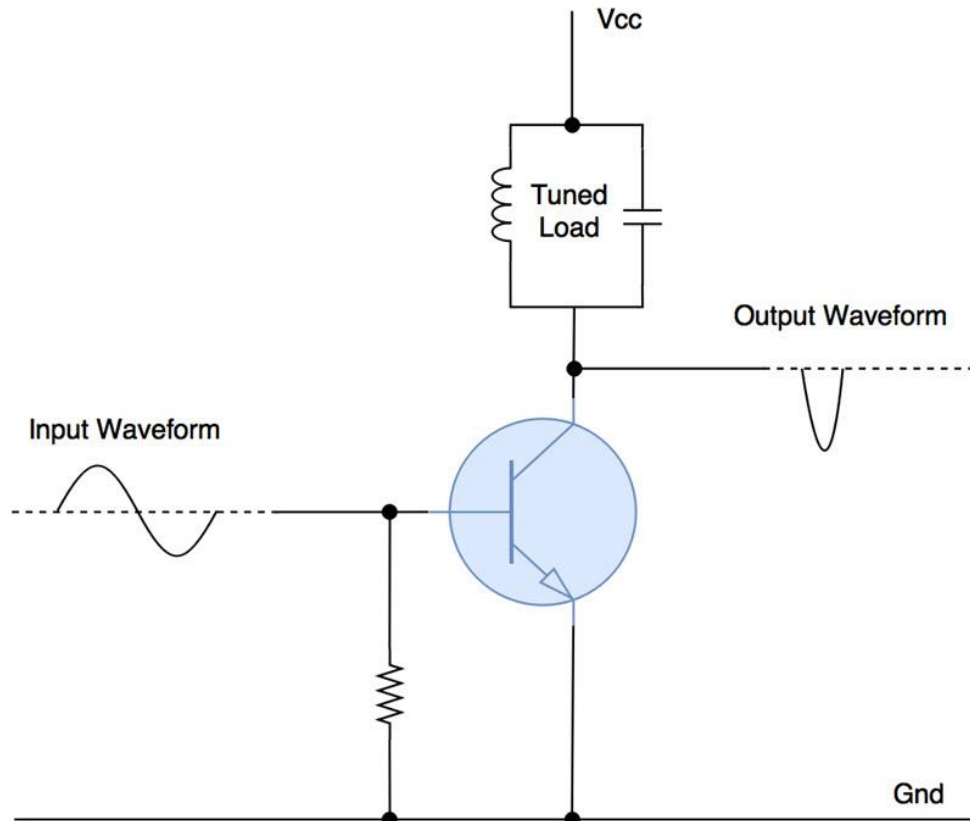 Vcc
Tuned
Load
Output Waveform
Input Waveform
Gnd